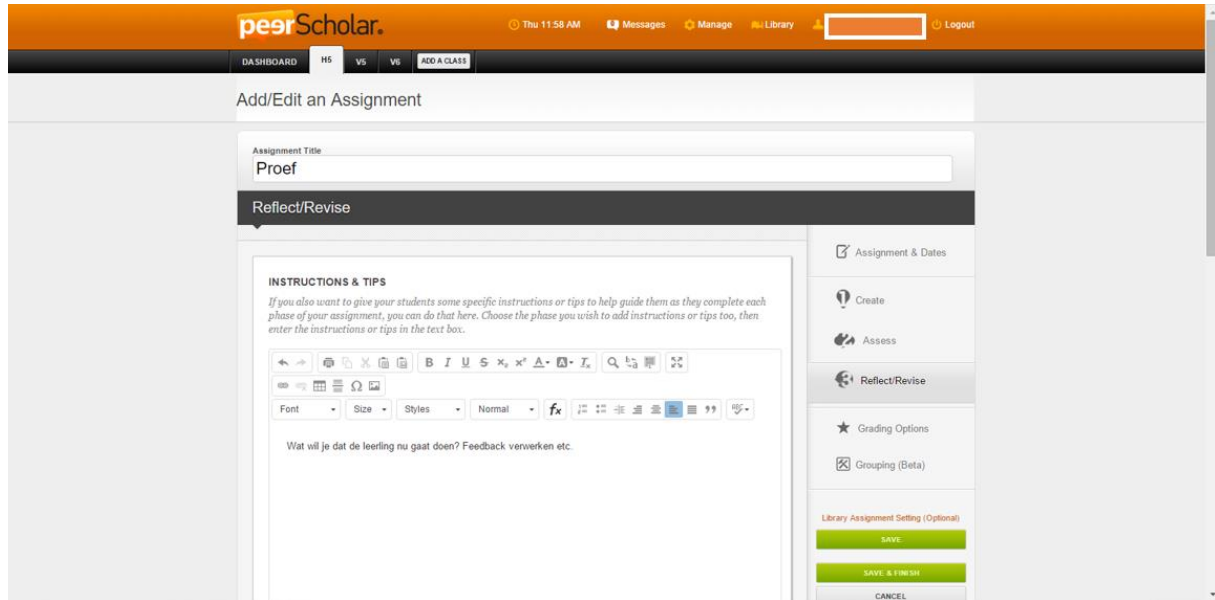 peerScholar.
Thu 11:58 AM Messages Manage Library Logout
DASHBOARD H5 V5 V6 ADD A CLASS
Add/Edit an Assignment
Assignment Title
Proef
Reflect/Revise
INSTRUCTIONS & TIPS
If you also want to give your students some specific instructions or tips to help guide them as they complete each
phase of your assignment, you can do that here. Choose the phase you wish to add instructions or tips too, then
enter the instructions or tips in the text box.
Font Size Styles Normal
Wat wil je dat de leerling nu gaat doen? Feedback verwerken etc.
Assignment & Dates
Create
Assess
Reflect/Revise
Grading Options
Grouping (Beta)
Library Assignment Setting (Optional)
SAVE
SAVE & FINISH
CANCEL